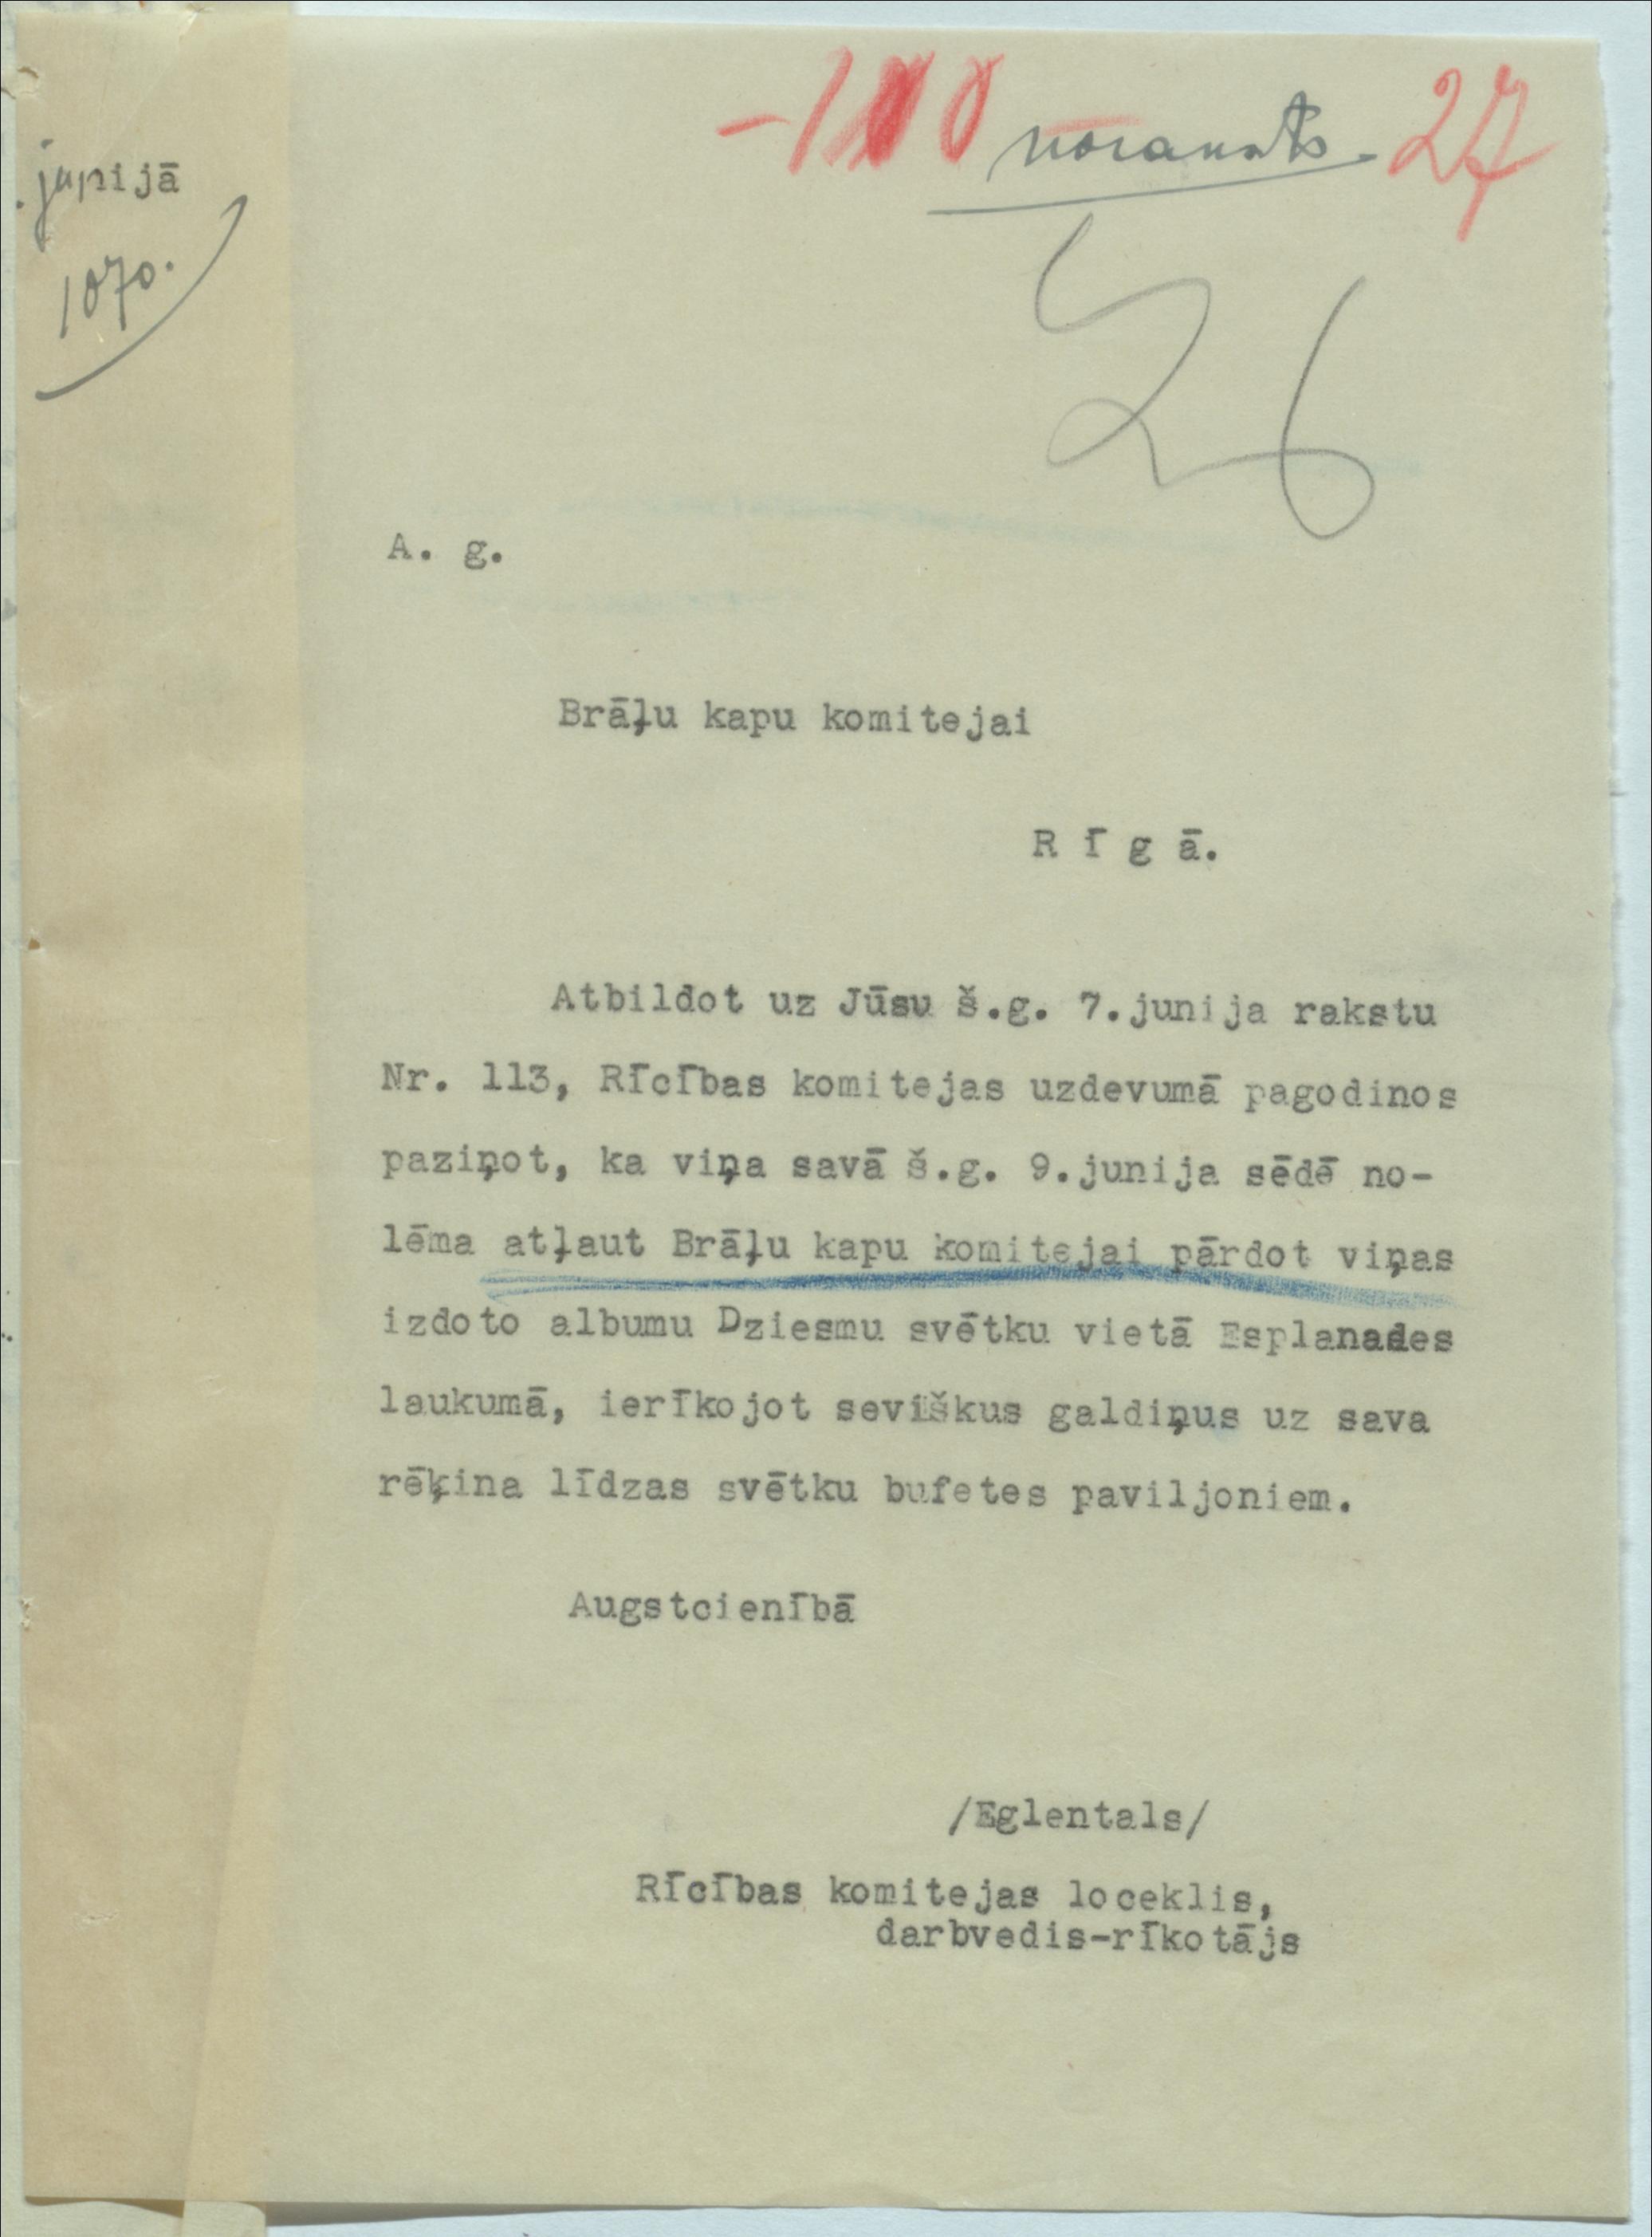 27
.junijā
1070.
26
A. g.
Brāļu kapu komitejai
Rīgā.
Atbildot uz Jūsu š.g. 7.junija rakstu
Nr. 113, Rīcības komitejas uzdevumā pagodinos
paziņot, ka viņa savā š.g. 9.junija sēdē no-
lēma atļaut Brāļu kapu komitejai pārdot viņas
izdoto albumu Dziesmu svētku vietā Esplanades
laukumā, ierīkojot sevišķus galdiņus uz sava
rēķina līdzas svētku bufetes paviljoniem.
Augstcienībā
/Eglentals/
Rīcības komitejas loceklis,
darbvedis-rīkotājs